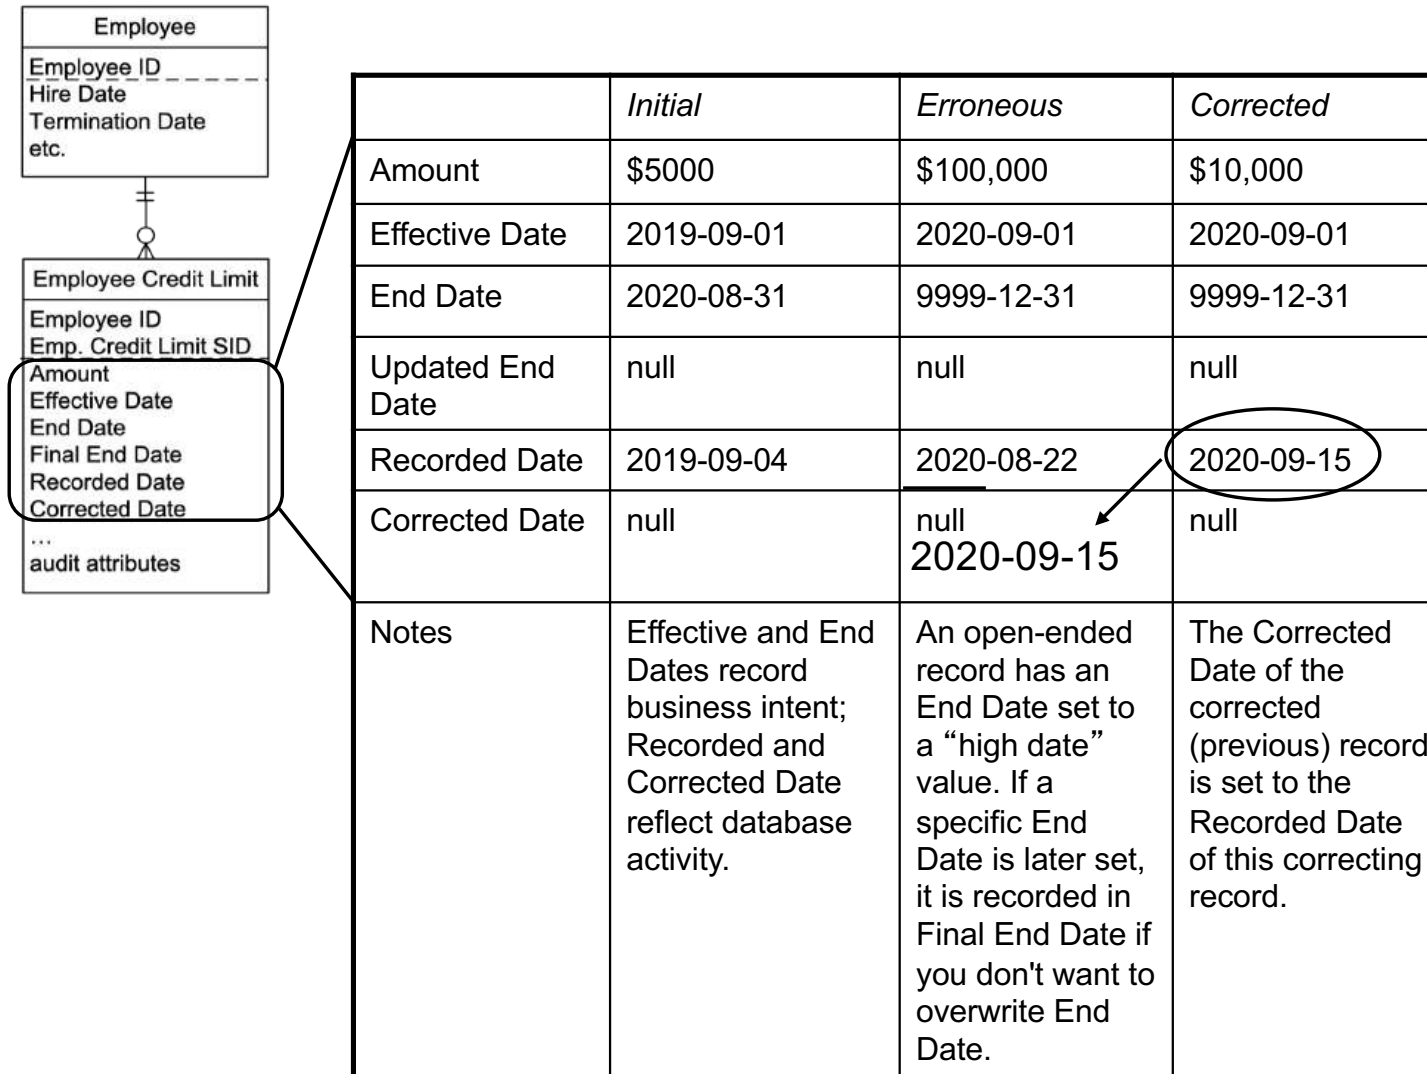 Employee
Employee ID
Hire Date
Termination Date
etc.
Employee Credit Limit
Employee ID
Emp. Credit Limit SID
Amount
Effective Date
End Date
Final End Date
Recorded Date
Corrected Date
...
audit attributes
Initial Erroneous Corrected
Amount $5000 $100,000 $10,000
Effective Date 2019-09-01 2020-09-01 2020-09-01
End Date 2020-08-31 9999-12-31 9999-12-31
Updated End null null null
Date
Recorded Date 2019-09-04 2020-08-22 2020-09-15
Corrected Date null null null
2020-09-15
Notes
Effective and End
Dates record
business intent;
Recorded and
Corrected Date
reflect database
activity.
An open-ended
record has an
End Date set to
a “high date”
value. If a
specific End
Date is later set,
it is recorded in
Final End Date if
you don't want to
overwrite End
Date.
The Corrected
Date of the
corrected
(previous) record
is set to the
Recorded Date
of this correcting
record.